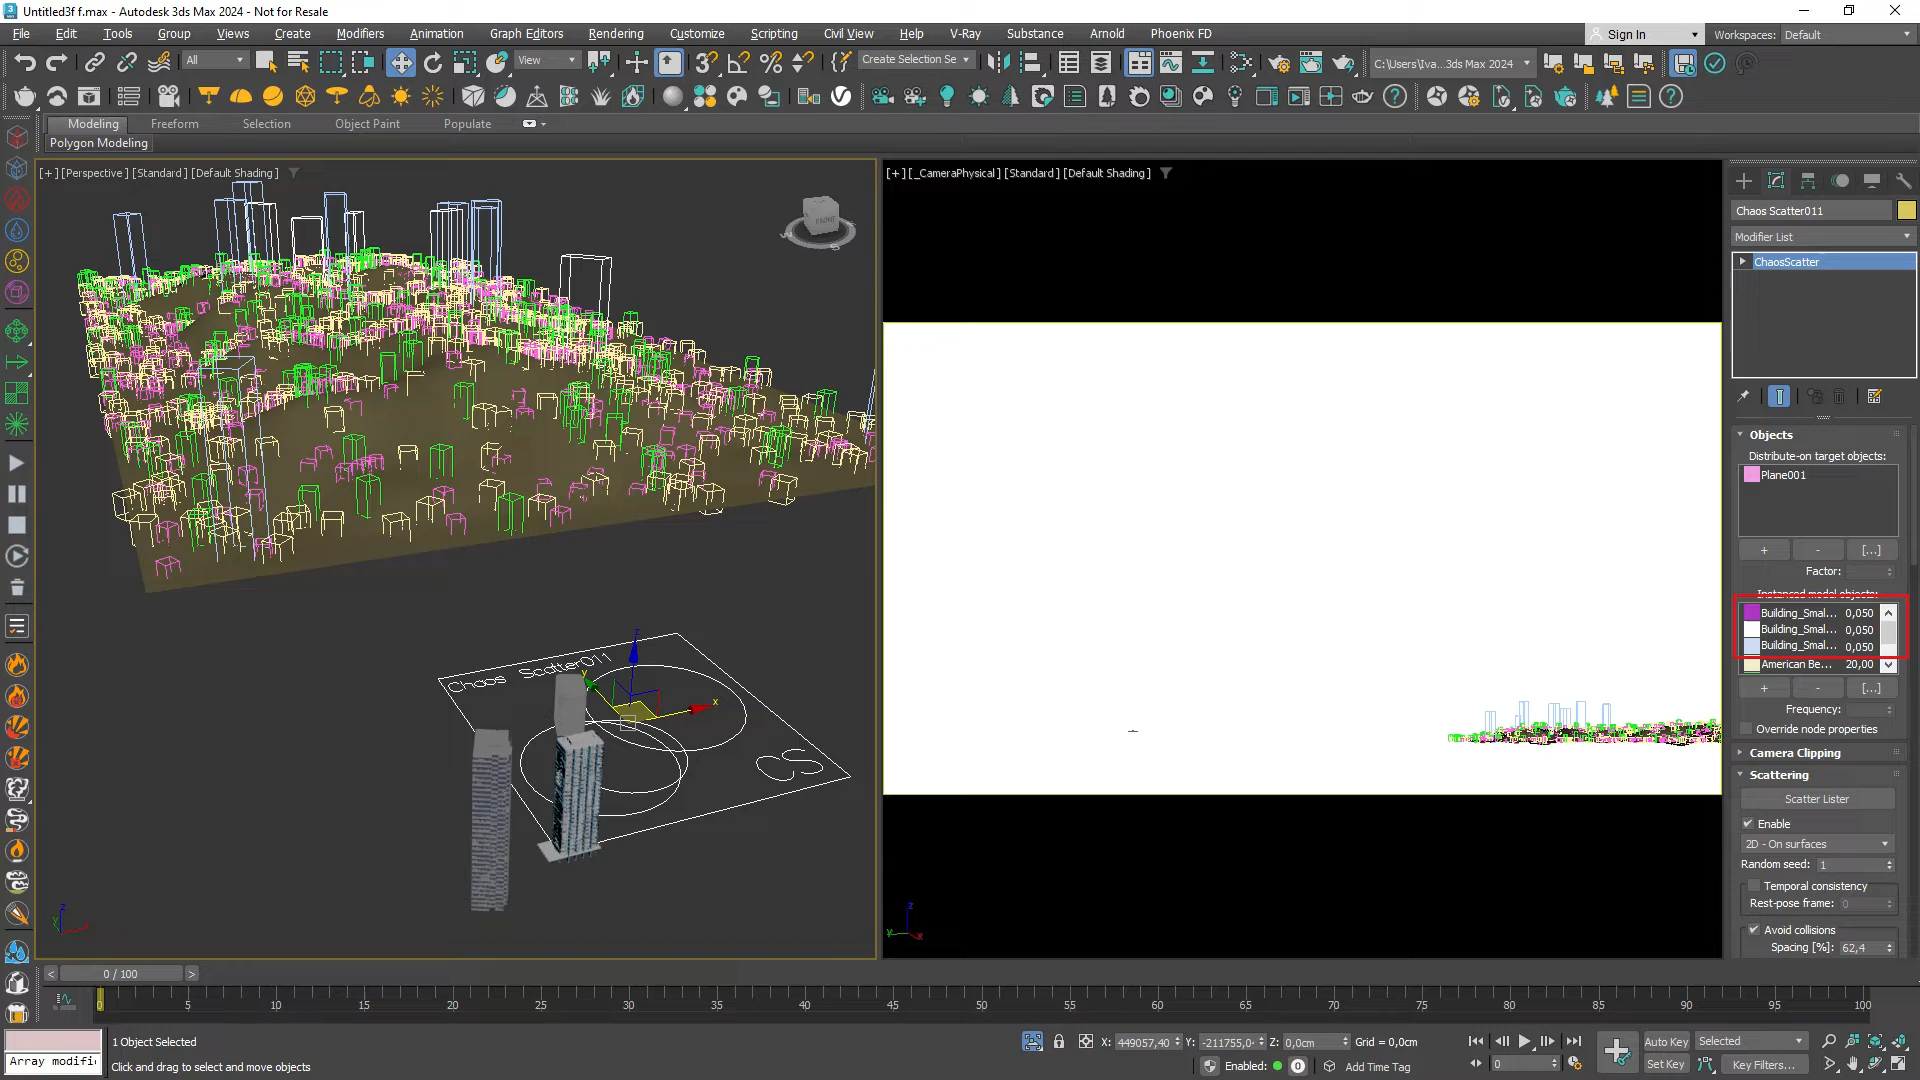 Untitled3f f.max - Autodesk 3ds Max 2024 - Not for Resale
File Edit Tools Group Views Create Modifiers Animation Graph Editors Rendering Customize Scripting Civil View Help V-Ray Substance Arnold Phoenix FD
Sign In Workspaces: Default
All View Create Selection Se C:\Users\Iva...3ds Max 2024
Modeling Freeform Selection Object Paint Populate
Polygon Modeling
[+] [Perspective ] [Standard ] [Default Shading ]
[+] [_CameraPhysical ] [Standard ] [Default Shading ]
Chaos Scatter011
Modifier List
ChaosScatter
Objects
Distribute-on target objects:
Plane001
+ - [...]
Factor:
Instanced model objects:
Building_Smal... 0,050
Building_Smal... 0,050
Building_Smal... 0,050
American Be... 20,00
+ - [...]
Frequency:
Override node properties
Camera Clipping
Scattering
Scatter Lister
Enable
2D - On surfaces
Random seed: 1
Temporal consistency
Rest-pose frame: 0
Avoid collisions
Spacing [%]: 62,4
Chaos Scatter011
CS
z
y
x
z
y
z
y
x
< 0 / 100 >
0 5 10 15 20 25 30 35 40 45 50 55 60 65 70 75 80 85 90 95 100
1 Object Selected
X: 449057,40 Y: -211755,0 Z: 0,0cm Grid = 0,0cm
Auto Key Selected
Array modifi
Click and drag to select and move objects
Enabled: 0 Add Time Tag
0
Set Key Key Filters...